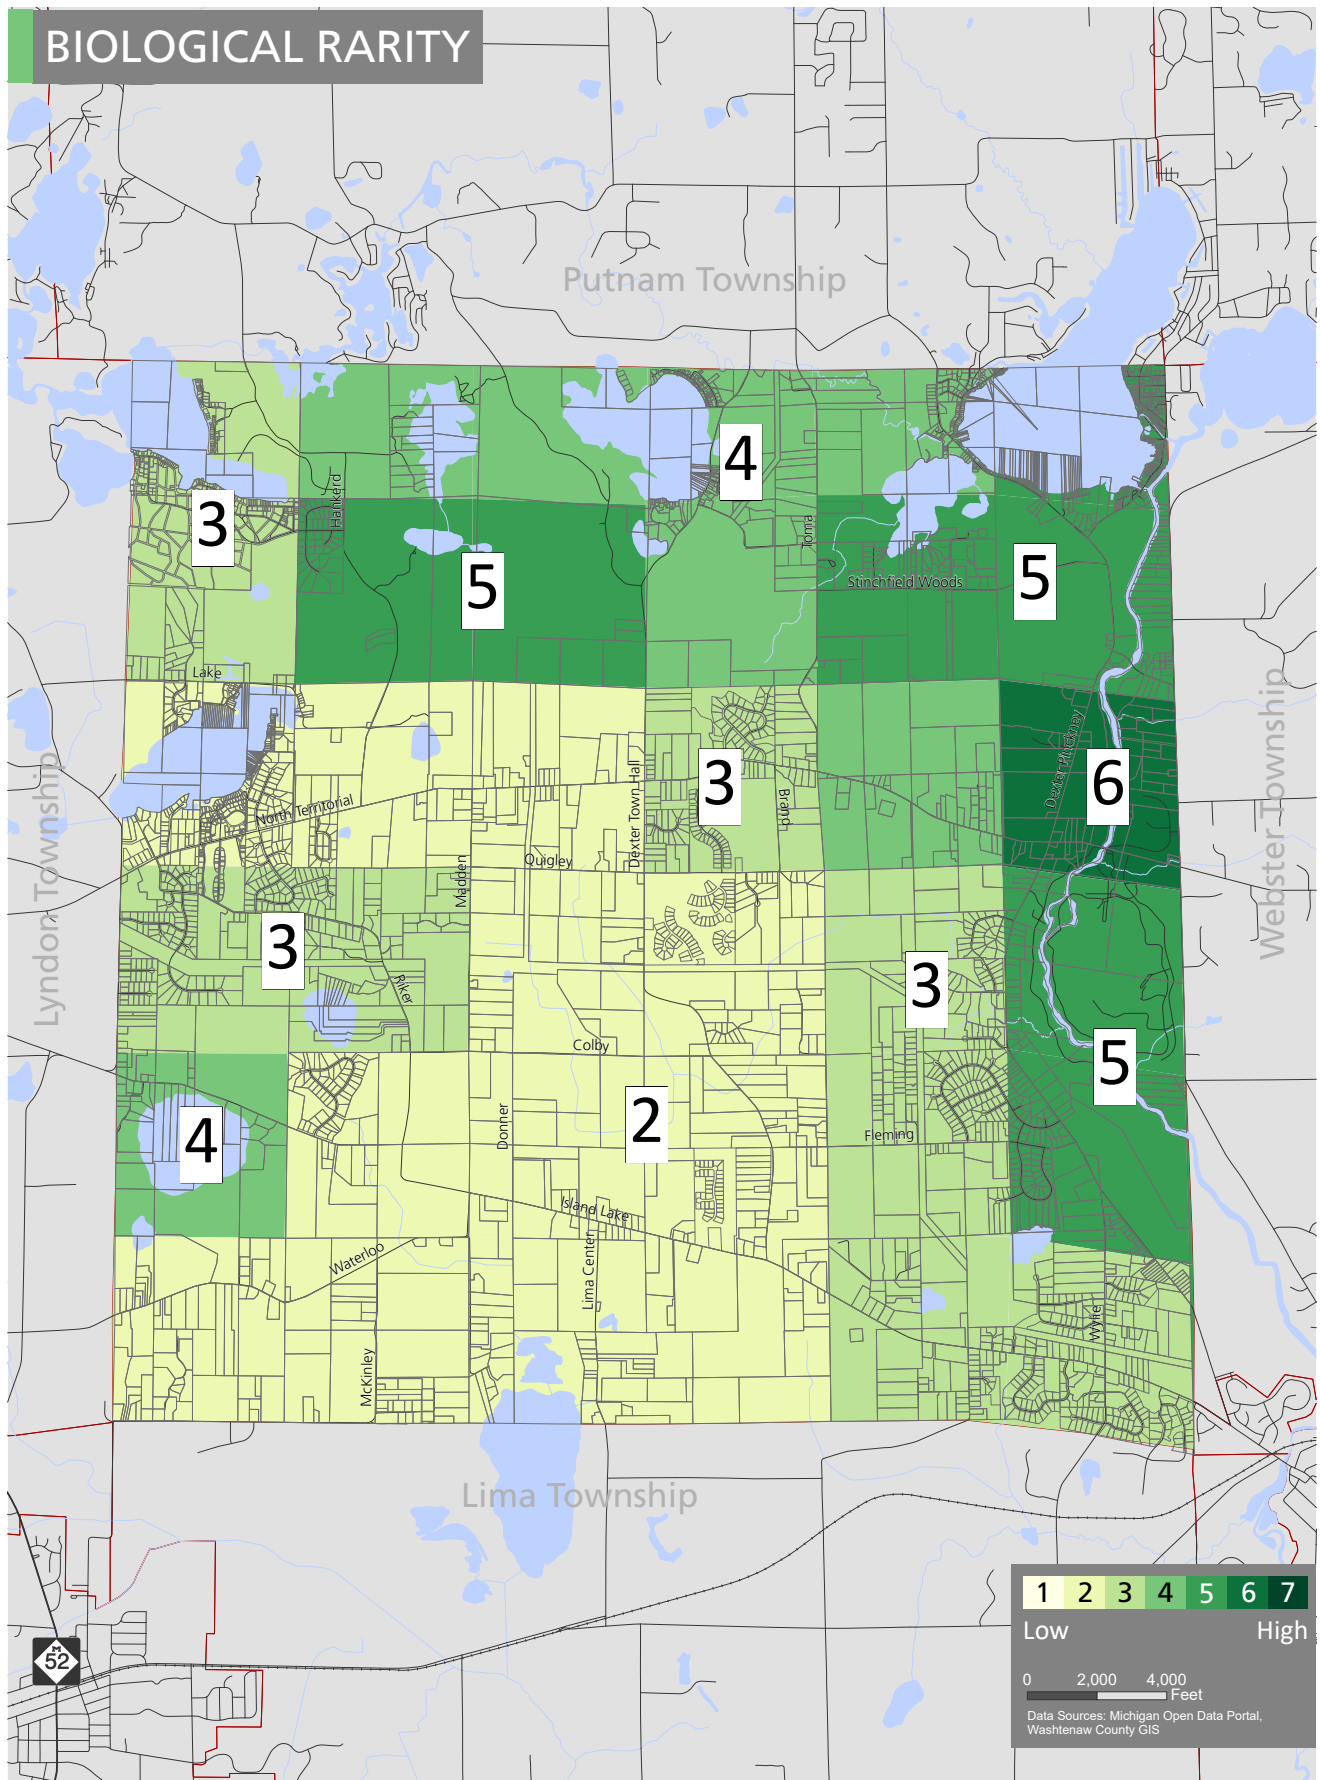 BIOLOGICAL RARITY
Putnam Township
4
3
Hankerd
Toma
5
5
Stinchfield Woods
Lake
Lyndon Township
Webster Township
Dexter Pinckney
3
6
Dexter Town Hall
Brand
North Territorial
Quigley
Madden
3
3
Riker
Colby
5
4
2
Donner
Fleming
Island Lake
Waterloo
Lima Center
Wylie
McKinley
Lima Township
1 2 3 4 5 6 7
Low High
0 2,000 4,000
Feet
Data Sources: Michigan Open Data Portal,
Washtenaw County GIS
M
52